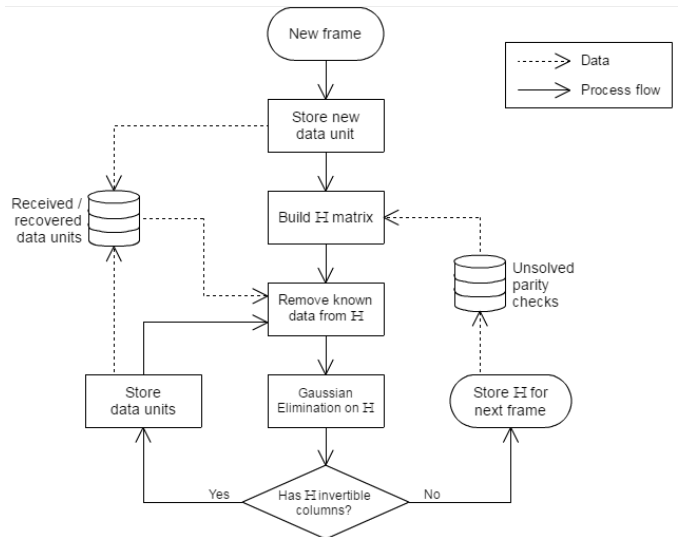 New frame
Data
Process flow
Store new
data unit
Received /
recovered
data units
Build H matrix
Unsolved
parity
checks
Remove known
data from H
Store
data units
Gaussian
Elimination on H
Store H for
next frame
Yes
Has H invertible
columns?
No